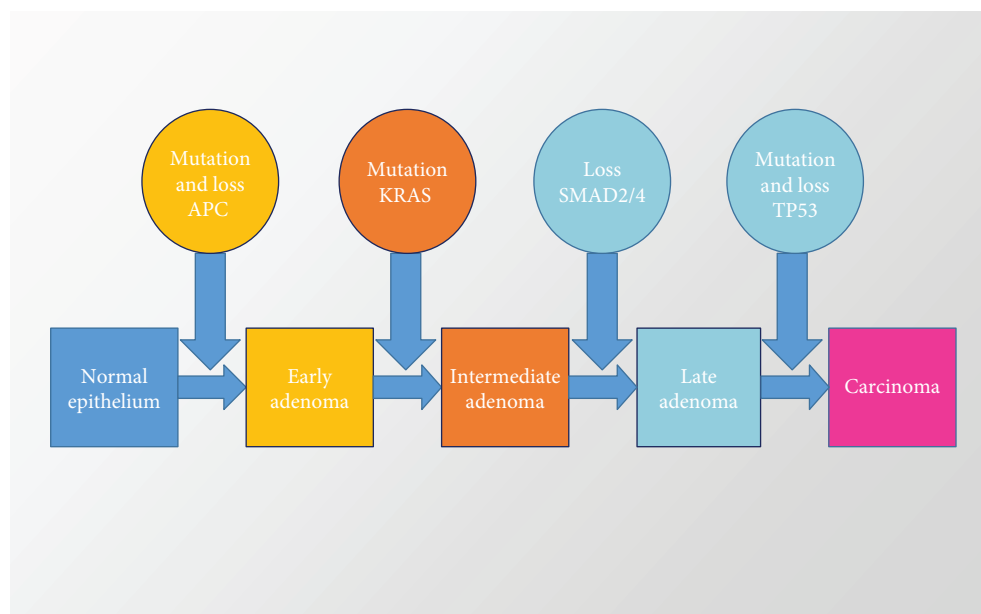 Mutation
and loss
APC
Mutation
KRAS
Loss
SMAD2/4
Mutation
and loss
TP53
Normal
epithelium
Early
adenoma
Intermediate
adenoma
Late
adenoma
Carcinoma